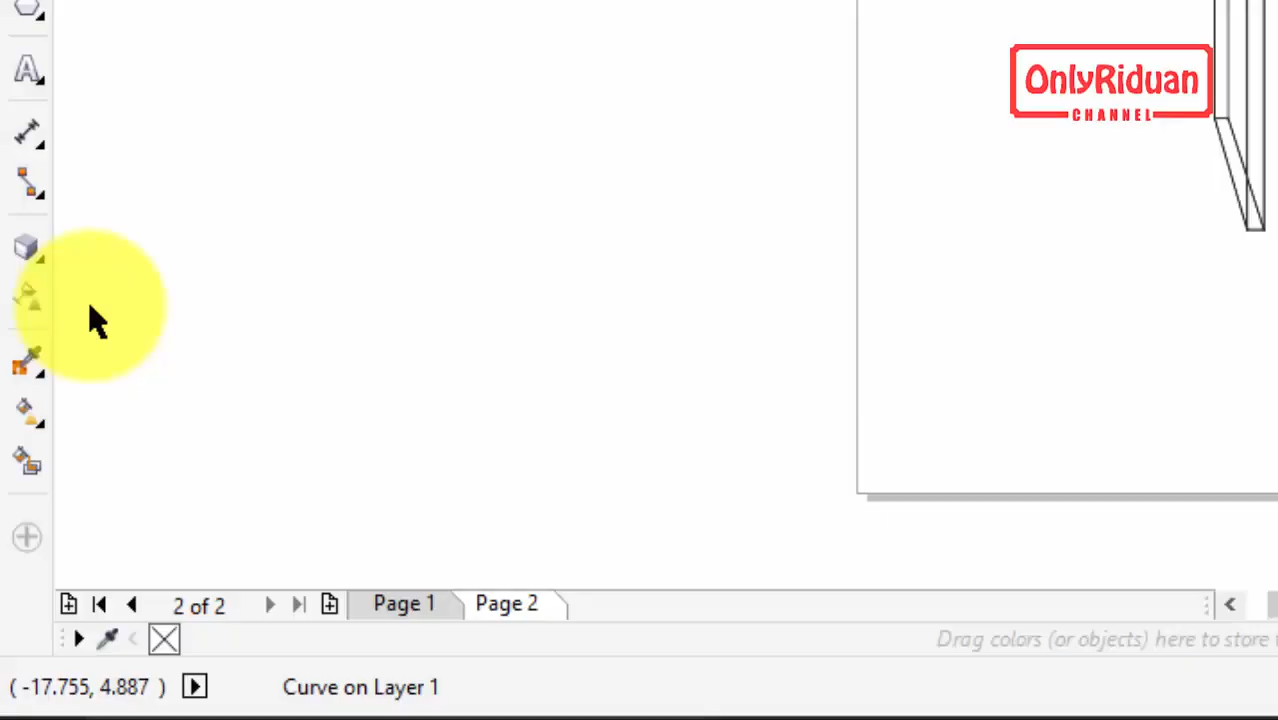 OnlyRiduan
CHANNEL
2 of 2
Page 1
Page 2
Drag colors (or objects) here to store
( -17.755, 4.887 )
Curve on Layer 1